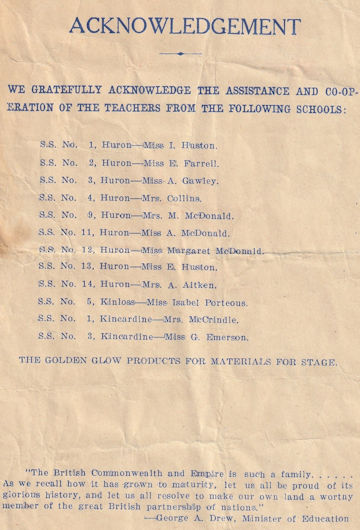 ACKNOWLEDGEMENT
WE GRATEFULLY ACKNOWLEDGE THE ASSISTANCE AND CO-OP-
ERATION OF THE TEACHERS FROM THE FOLLOWING SCHOOLS:
S.S. No. 1, Huron—Miss I. Huston.
S.S. No. 2, Huron—Miss E. Farrell.
S.S. No. 3, Huron—Miss A. Gawley.
S.S. No. 4, Huron—Mrs. Collins.
S.S. No. 9, Huron—Mrs. M. McDonald.
S.S. No. 11, Huron—Miss A. McDonald.
S.S. No. 12, Huron—Miss Margaret McDonald.
S.S. No. 13, Huron—Miss E. Huston.
S.S. No. 14, Huron—Mrs. A. Aitken.
S.S. No. 5, Kinloss—Miss Isabel Porteous.
S.S. No. 1, Kincardine—Mrs. McCrindle.
S.S. No. 3, Kincardine—Miss G. Emerson.
THE GOLDEN GLOW PRODUCTS FOR MATERIALS FOR STAGE.
"The British Commonwealth and Empire is such a family. . . . . .
As we recall how it has grown to maturity, let us all be proud of its
glorious history, and let us all resolve to make our own land a worthy
member of the great British partnership of nations."
—George A. Drew, Minister of Education